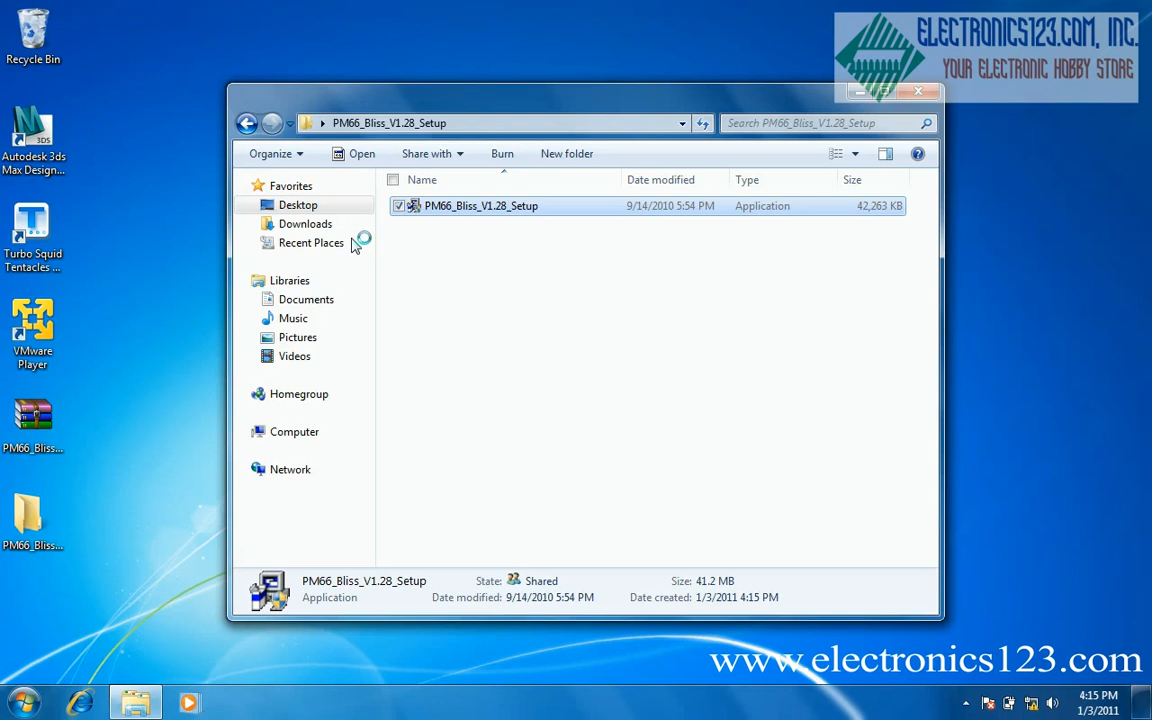 Recycle Bin
Autodesk 3ds
Max Design...
Turbo Squid
Tentacles ...
VMware
Player
PM66_Bliss...
PM66_Bliss...
ELECTRONICS123.COM, INC.
YOUR ELECTRONIC HOBBY STORE
PM66_Bliss_V1.28_Setup
Search PM66_Bliss_V1.28_Setup
Organize
Open
Share with
Burn
New folder
Favorites
Desktop
Downloads
Recent Places
Libraries
Documents
Music
Pictures
Videos
Homegroup
Computer
Network
Name Date modified Type Size
PM66_Bliss_V1.28_Setup 9/14/2010 5:54 PM Application 42,263 KB
PM66_Bliss_V1.28_Setup State: Shared Size: 41.2 MB
Application Date modified: 9/14/2010 5:54 PM Date created: 1/3/2011 4:15 PM
www.electronics123.com
4:15 PM
1/3/2011